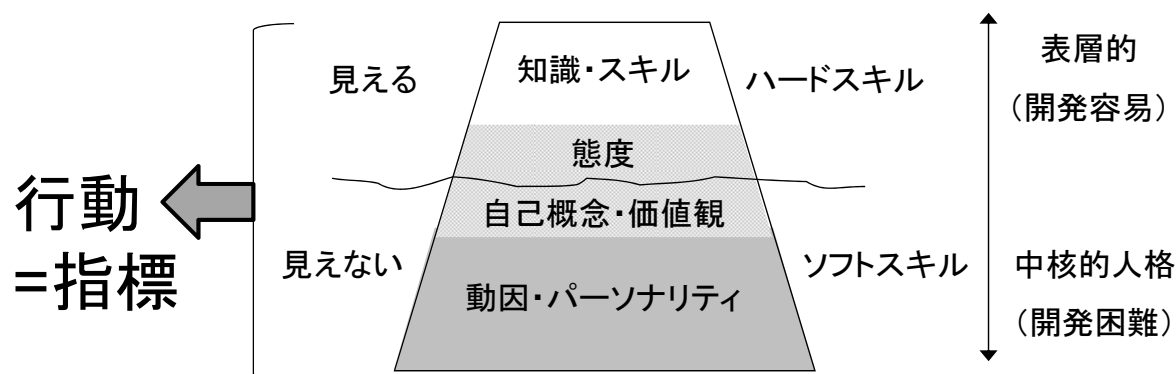 見える
知識・スキル
ハードスキル
表層的
（開発容易）
態度
行動
=指標
自己概念・価値観
見えない
動因・パーソナリティ
ソフトスキル
中核的人格
（開発困難）